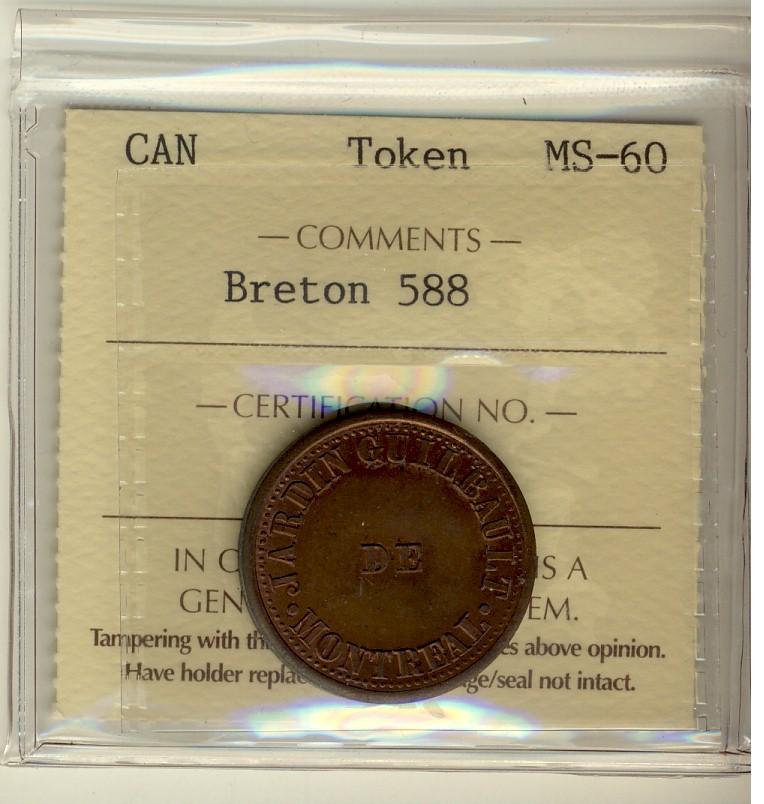 CAN Token MS-60
— COMMENTS —
Breton 588
— CERTIFICATION NO. —
IN O IS A
GEN EM.
Tampering with th es above opinion.
Have holder replace ge/seal not intact.
JARDIN GUILBAULT
DE
• MONTREAL •